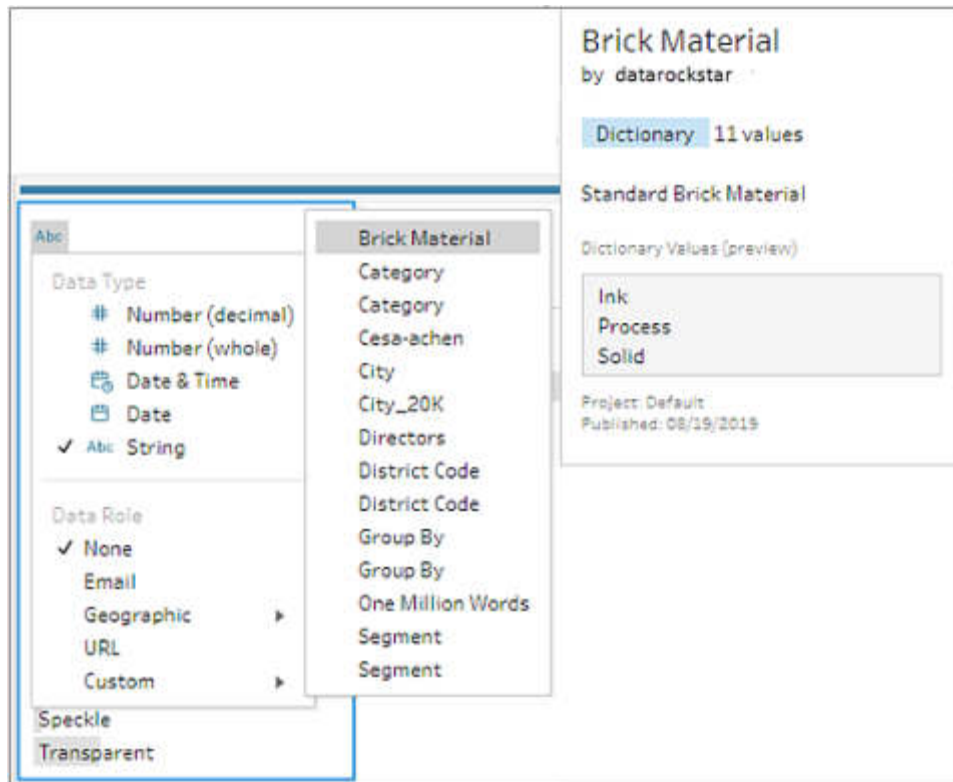 Brick Material
by datarockstar
Dictionary 11 values
Standard Brick Material
Dictionary Values (preview)
Ink
Process
Solid
Project: Default
Published: 08/19/2019
Abc
Data Type
Number (decimal)
Number (whole)
Date & Time
Date
Abc String
Data Role
None
Email
Geographic
URL
Custom
Speckle
Transparent
Brick Material
Category
Category
Cesa-achen
City
City_20K
Directors
District Code
District Code
Group By
Group By
One Million Words
Segment
Segment